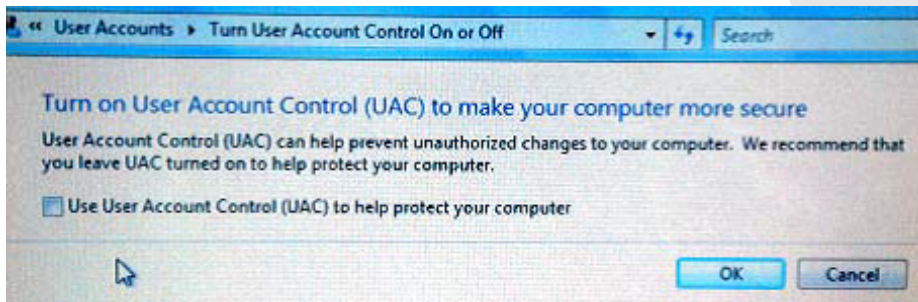 « User Accounts ▸ Turn User Account Control On or Off
Search
Turn on User Account Control (UAC) to make your computer more secure
User Account Control (UAC) can help prevent unauthorized changes to your computer. We recommend that
you leave UAC turned on to help protect your computer.
Use User Account Control (UAC) to help protect your computer
OK
Cancel